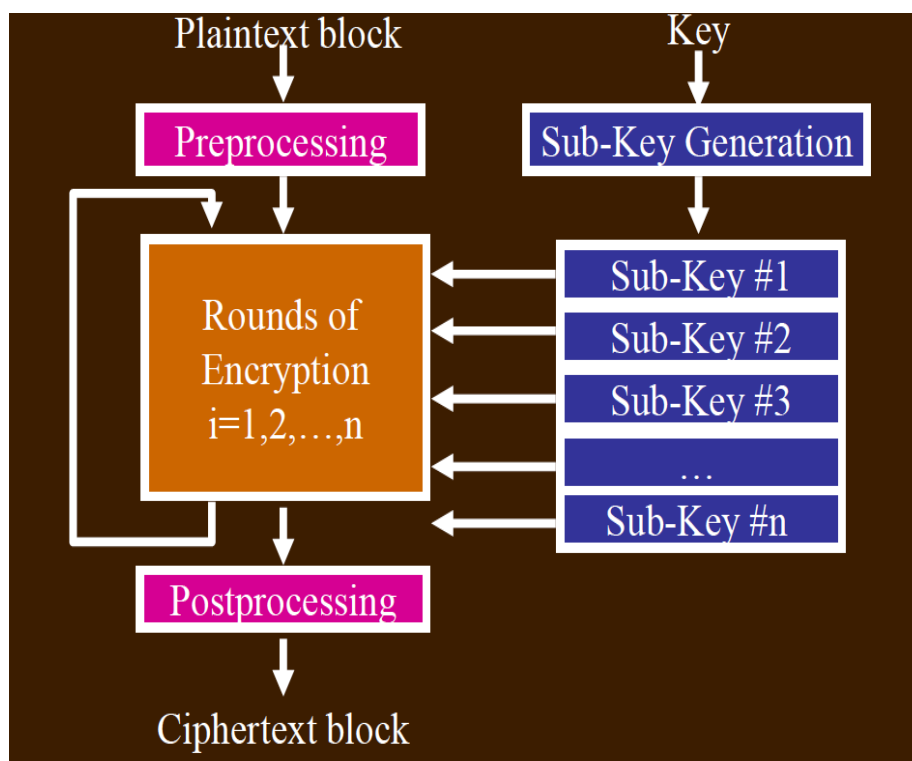 Plaintext block
Key
Preprocessing
Sub-Key Generation
Rounds of
Encryption
i=1,2,…,n
Sub-Key #1
Sub-Key #2
Sub-Key #3
…
Sub-Key #n
Postprocessing
Ciphertext block